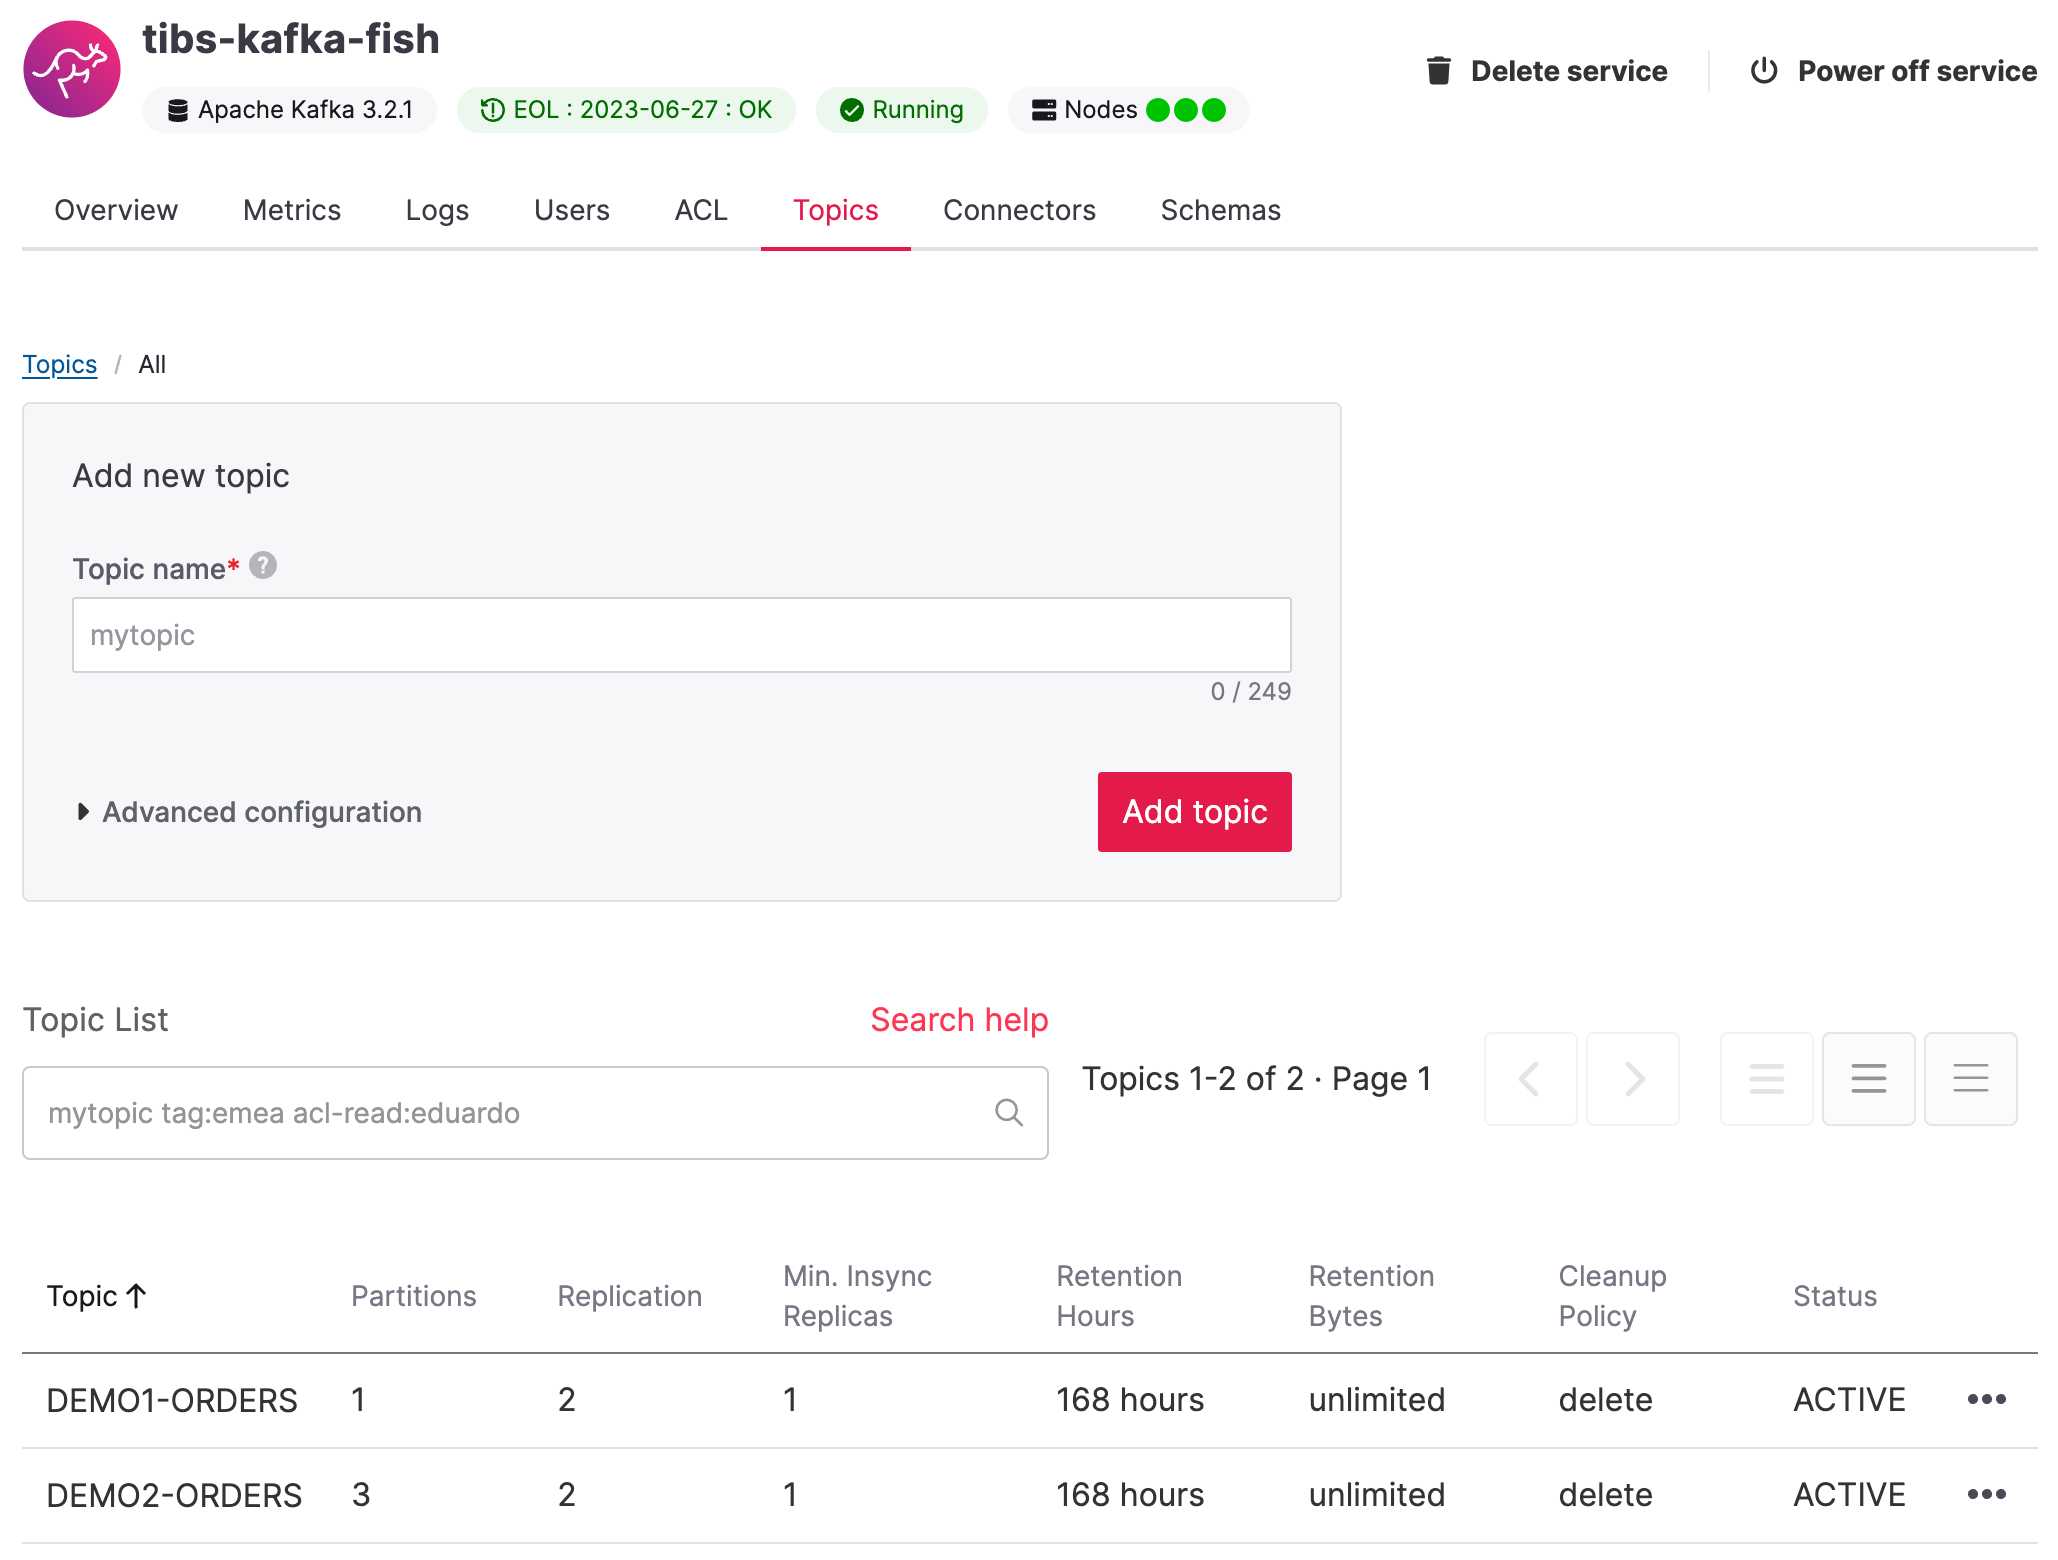 tibs-kafka-fish
Delete service
Power off service
Apache Kafka 3.2.1
EOL : 2023-06-27 : OK
Running
Nodes
Overview
Metrics
Logs
Users
ACL
Topics
Connectors
Schemas
Topics / All
Add new topic
Topic name* ?
mytopic
0 / 249
Advanced configuration
Add topic
Topic List
Search help
mytopic tag:emea acl-read:eduardo
Topics 1-2 of 2 · Page 1
Topic
Partitions
Replication
Min. Insync
Replicas
Retention
Hours
Retention
Bytes
Cleanup
Policy
Status
DEMO1-ORDERS 1 2 1 168 hours unlimited delete ACTIVE
DEMO2-ORDERS 3 2 1 168 hours unlimited delete ACTIVE